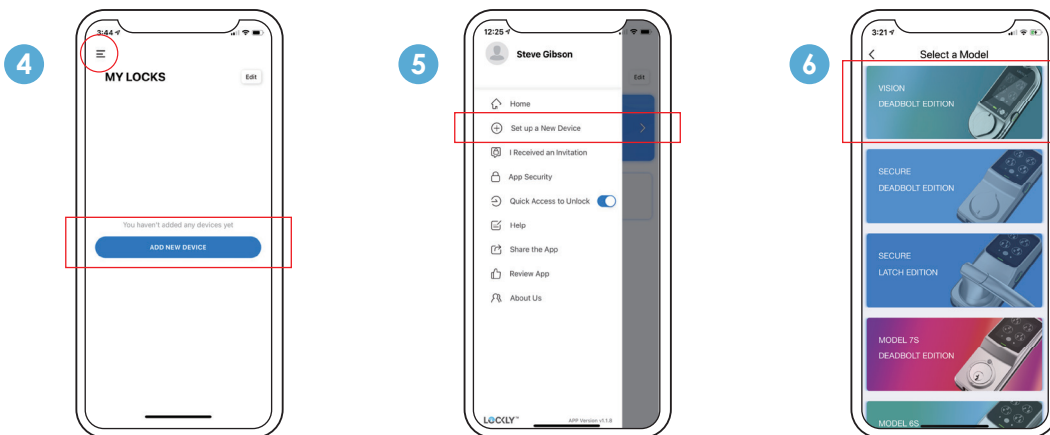 4
3:44
MY LOCKS
Edit
You haven't added any devices yet
ADD NEW DEVICE
5
12:25
Steve Gibson
Edit
Home
Set up a New Device
I Received an Invitation
App Security
Quick Access to Unlock
Help
Share the App
Review App
About Us
LOCKLY™
APP Version v1.1.8
6
3:21
Select a Model
VISION
DEADBOLT EDITION
SECURE
DEADBOLT EDITION
SECURE
LATCH EDITION
MODEL 7S
DEADBOLT EDITION
MODEL 6S